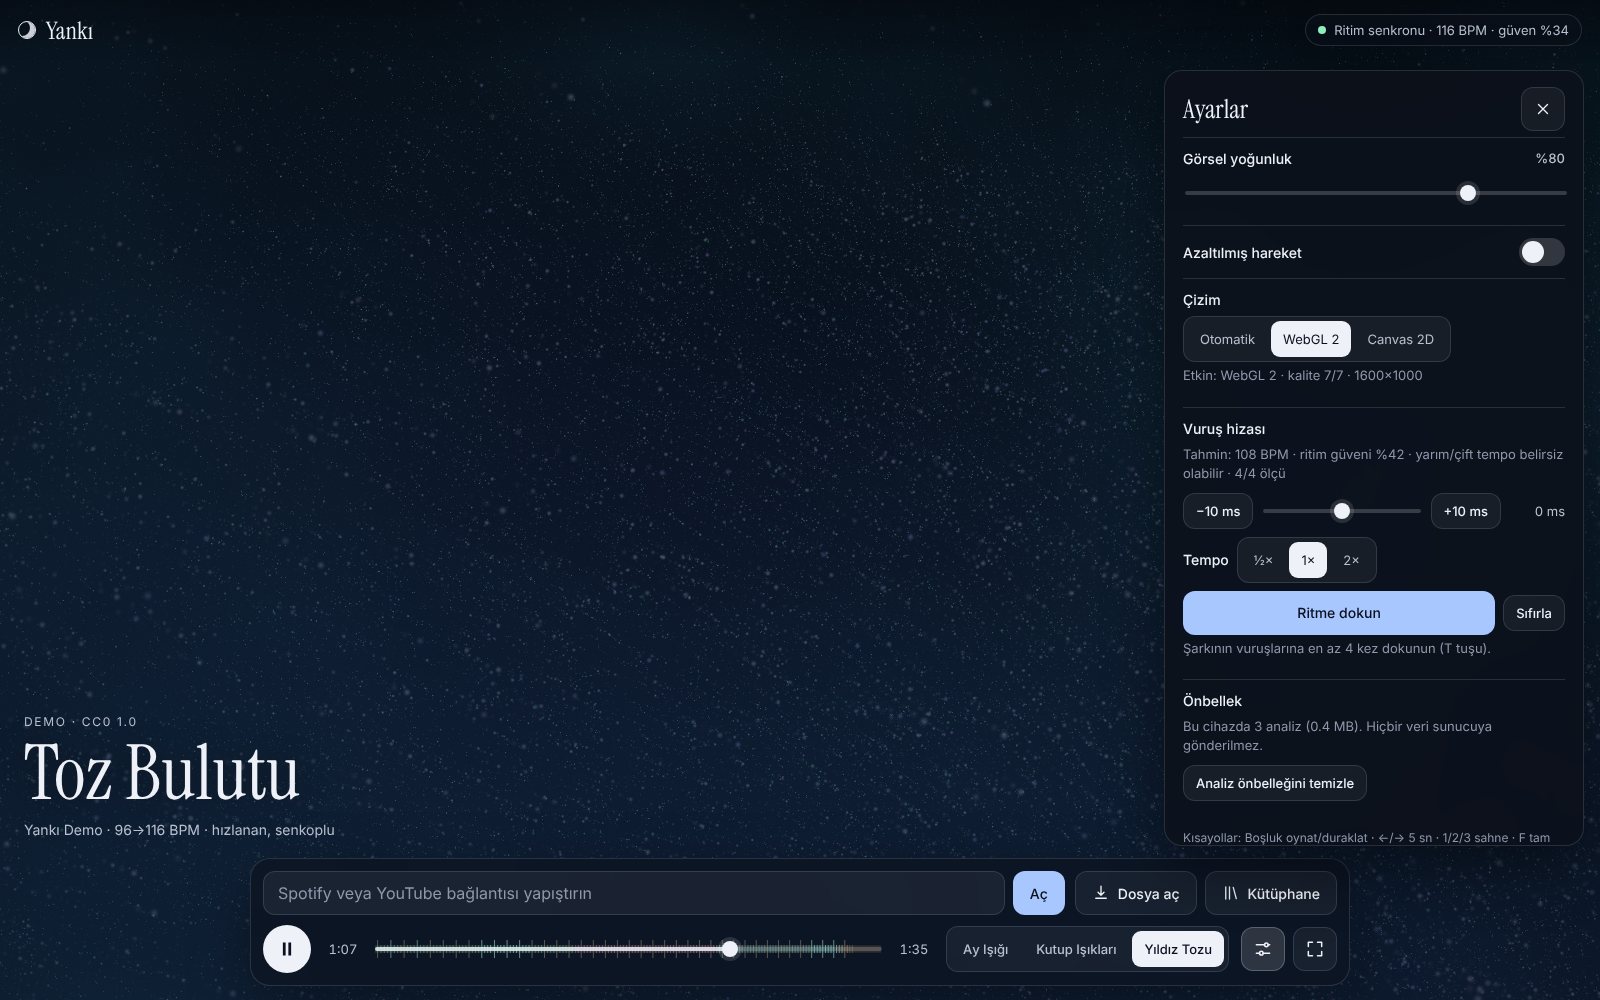 Yankı
Ritim senkronu · 116 BPM · güven %34
Ayarlar
Görsel yoğunluk
%80
Azaltılmış hareket
Çizim
Otomatik
WebGL 2
Canvas 2D
Etkin: WebGL 2 · kalite 7/7 · 1600×1000
Vuruş hizası
Tahmin: 108 BPM · ritim güveni %42 · yarım/çift tempo belirsiz
olabilir · 4/4 ölçü
−10 ms
+10 ms
0 ms
Tempo
½×
1×
2×
Ritme dokun
Sıfırla
Şarkının vuruşlarına en az 4 kez dokunun (T tuşu).
Önbellek
Bu cihazda 3 analiz (0.4 MB). Hiçbir veri sunucuya
gönderilmez.
Analiz önbelleğini temizle
Kısayollar: Boşluk oynat/duraklat · ←/→ 5 sn · 1/2/3 sahne · F tam
DEMO · CC0 1.0
Toz Bulutu
Yankı Demo · 96→116 BPM · hızlanan, senkoplu
Spotify veya YouTube bağlantısı yapıştırın
Aç
Dosya aç
Kütüphane
1:07
1:35
Ay Işığı
Kutup Işıkları
Yıldız Tozu